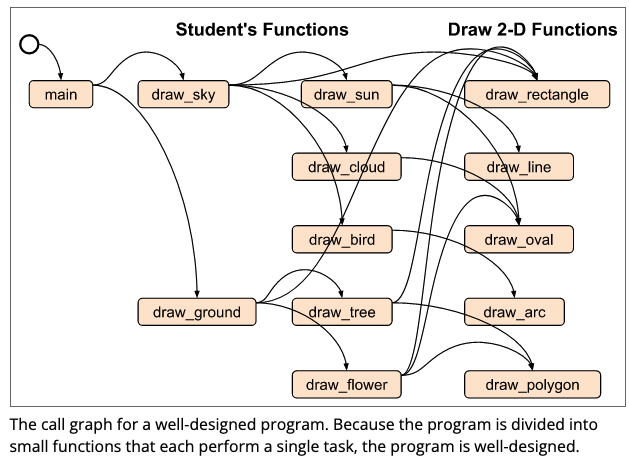 Student's Functions
Draw 2-D Functions
main
draw_sky
draw_sun
draw_rectangle
draw_cloud
draw_line
draw_bird
draw_oval
draw_ground
draw_tree
draw_arc
draw_flower
draw_polygon
The call graph for a well-designed program. Because the program is divided into
small functions that each perform a single task, the program is well-designed.